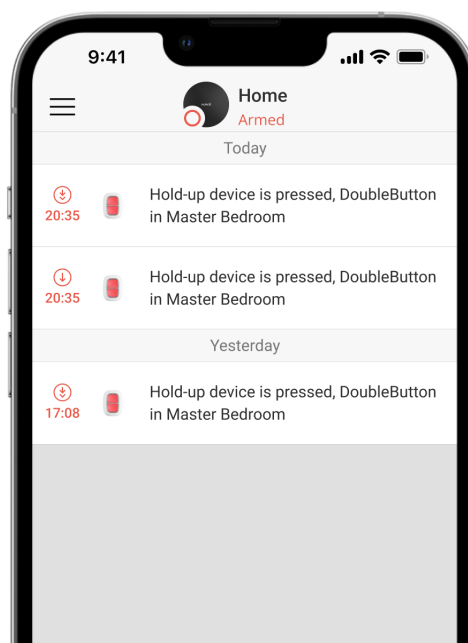 9:41
Home
Armed
Today
Hold-up device is pressed, DoubleButton
in Master Bedroom
20:35
Hold-up device is pressed, DoubleButton
in Master Bedroom
20:35
Yesterday
Hold-up device is pressed, DoubleButton
in Master Bedroom
17:08